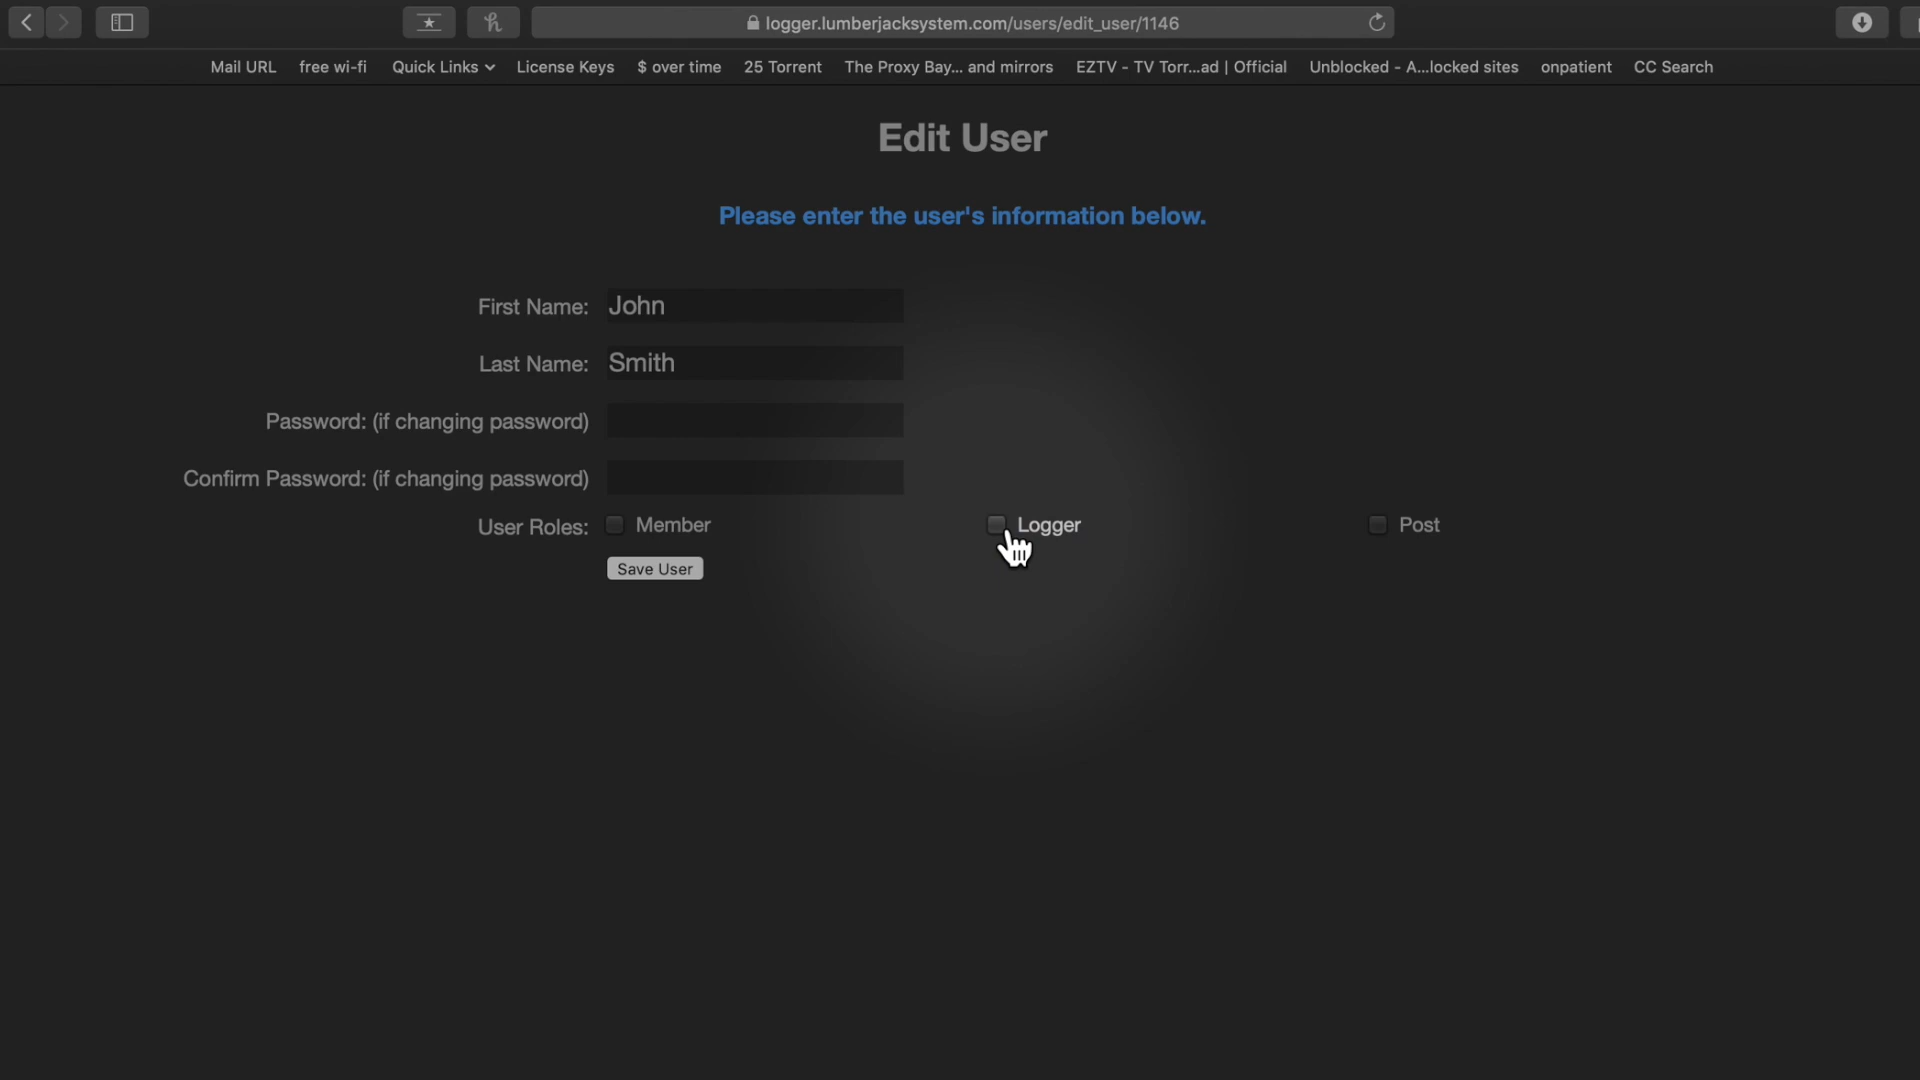 logger.lumberjacksystem.com/users/edit_user/1146
Mail URL free wi-fi Quick Links License Keys $ over time 25 Torrent The Proxy Bay... and mirrors EZTV - TV Torr...ad | Official Unblocked - A...locked sites onpatient CC Search
Edit User
Please enter the user's information below.
First Name: John
Last Name: Smith
Password: (if changing password)
Confirm Password: (if changing password)
User Roles: Member Logger Post
Save User